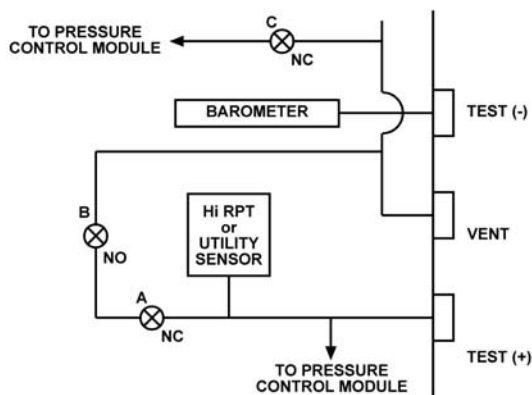 C
TO PRESSURE
CONTROL MODULE
NC
BAROMETER
TEST (-)
B
Hi RPT
or
UTILITY
SENSOR
VENT
NO
A
NC
TEST (+)
TO PRESSURE
CONTROL MODULE